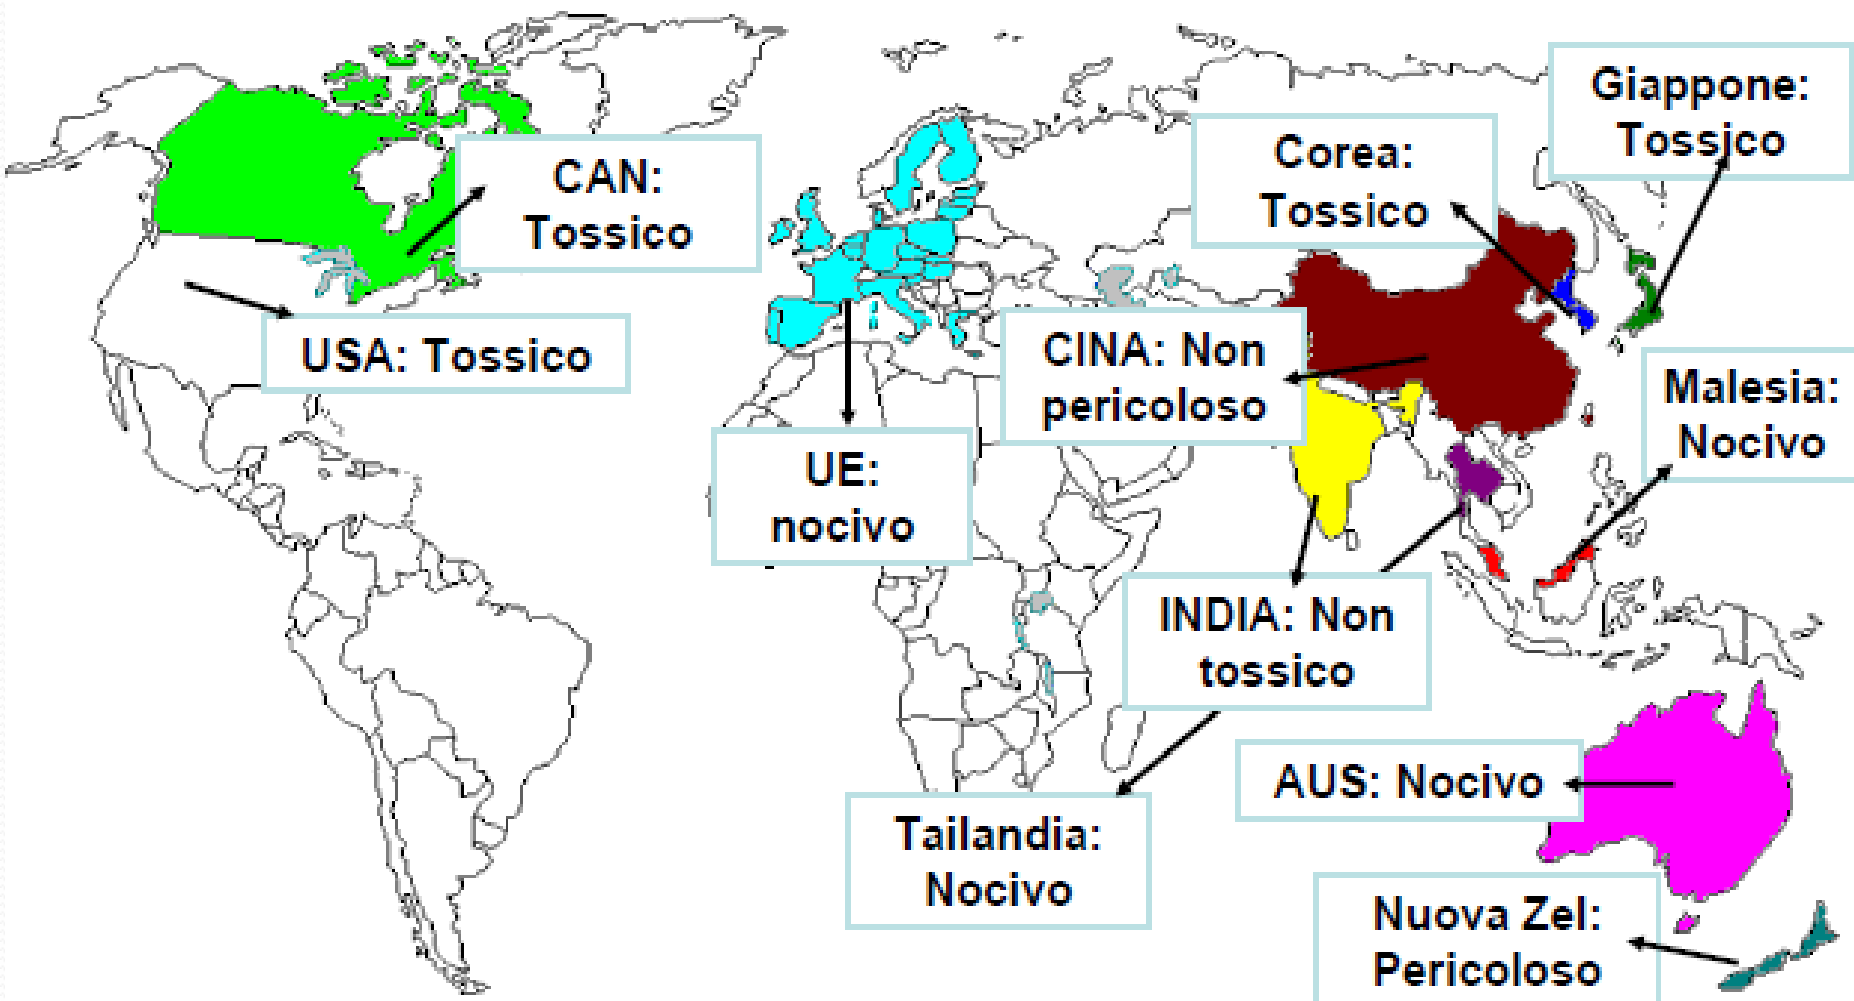 Giappone:
Tossico
Corea:
Tossico
CAN:
Tossico
USA: Tossico
CINA: Non
pericoloso
Malesia:
Nocivo
UE:
nocivo
INDIA: Non
tossico
AUS: Nocivo
Tailandia:
Nocivo
Nuova Zel:
Pericoloso